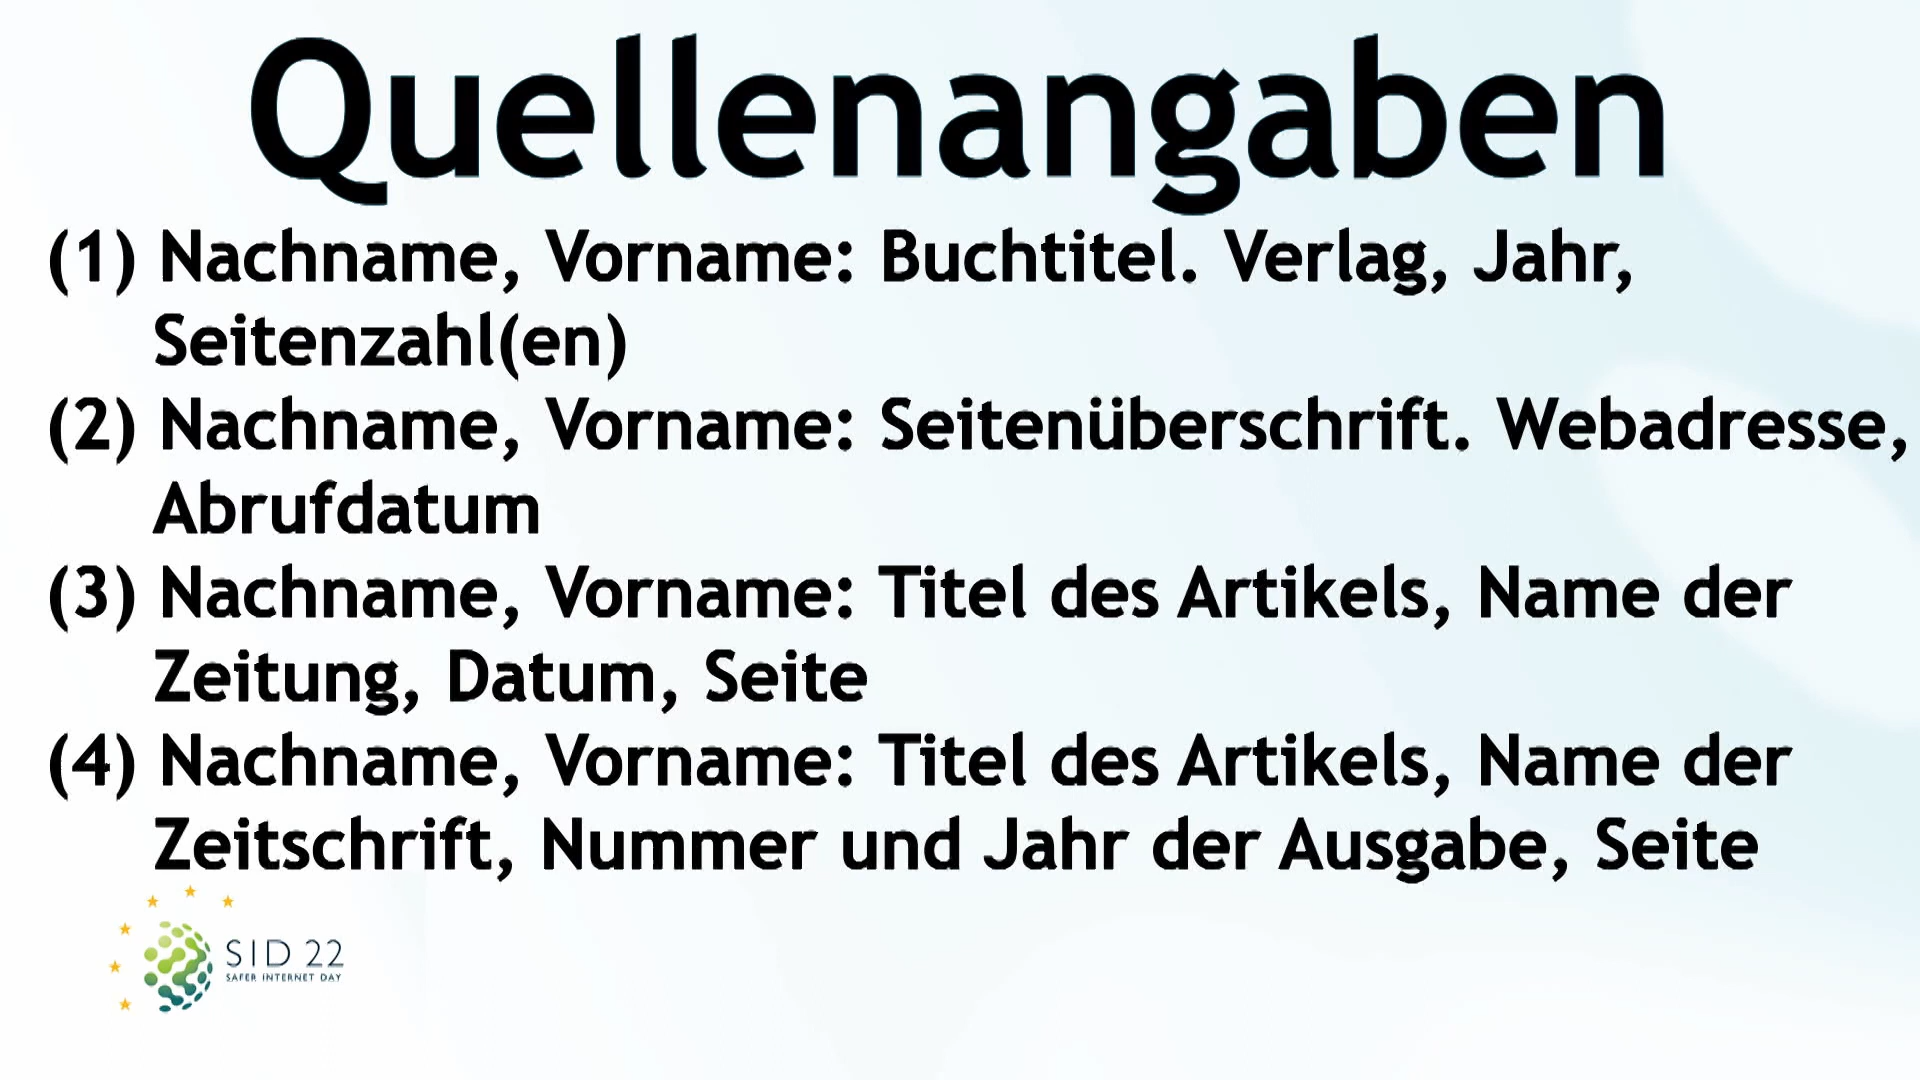 Quellenangaben
(1) Nachname, Vorname: Buchtitel. Verlag, Jahr,
Seitenzahl(en)
(2) Nachname, Vorname: Seitenüberschrift. Webadresse,
Abrufdatum
(3) Nachname, Vorname: Titel des Artikels, Name der
Zeitung, Datum, Seite
(4) Nachname, Vorname: Titel des Artikels, Name der
Zeitschrift, Nummer und Jahr der Ausgabe, Seite
SID 22
SAFER INTERNET DAY